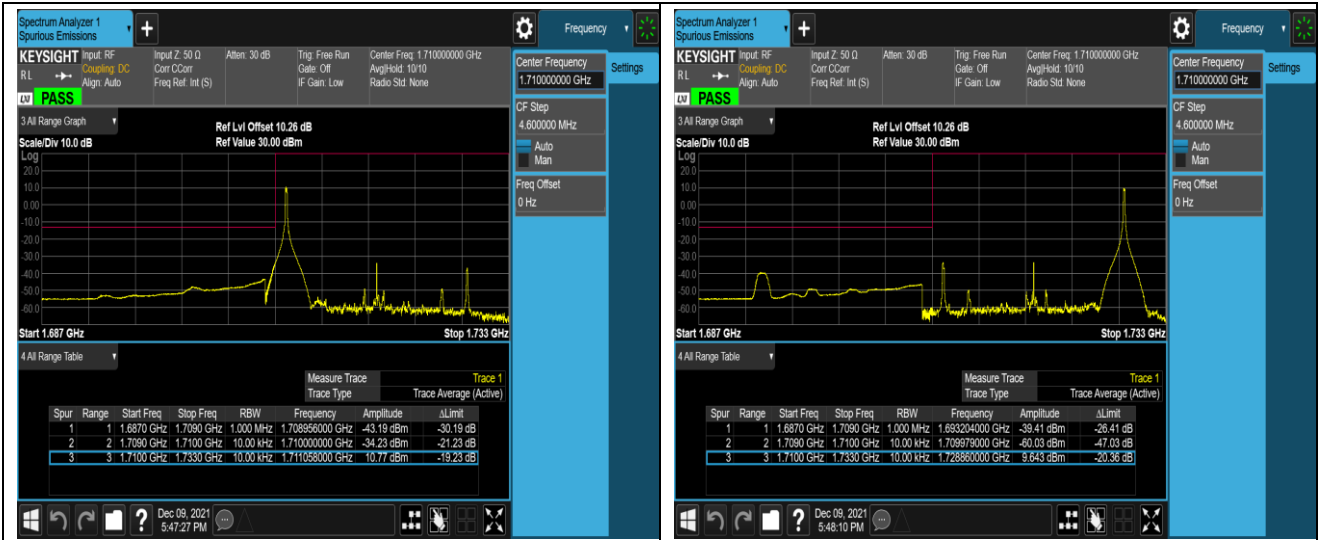 Spectrum Analyzer 1
Spurious Emissions
+
Frequency
KEYSIGHT Input: RF Input Z: 50 Ω Atten: 30 dB Trig: Free Run Center Freq: 1.710000000 GHz
RL Coupling: DC Corr CCorr Gate: Off Avg|Hold: 10/10
Align: Auto Freq Ref: Int (S) IF Gain: Low Radio Std: None
LXI PASS
Center Frequency
1.710000000 GHz
Settings
CF Step
4.600000 MHz
Auto
Man
Freq Offset
0 Hz
3 All Range Graph
Ref Lvl Offset 10.26 dB
Scale/Div 10.0 dB Ref Value 30.00 dBm
Log
20.0
10.0
0.00
-10.0
-20.0
-30.0
-40.0
-50.0
-60.0
Start 1.687 GHz Stop 1.733 GHz
4 All Range Table
Measure Trace Trace 1
Trace Type Trace Average (Active)
Spur Range Start Freq Stop Freq RBW Frequency Amplitude ΔLimit
1 1 1.6870 GHz 1.7090 GHz 1.000 MHz 1.708956000 GHz -43.19 dBm -30.19 dB
2 2 1.7090 GHz 1.7100 GHz 10.00 kHz 1.710000000 GHz -34.23 dBm -21.23 dB
3 3 1.7100 GHz 1.7330 GHz 10.00 kHz 1.711058000 GHz 10.77 dBm -19.23 dB
?
Dec 09, 2021
5:47:27 PM
Spectrum Analyzer 1
Spurious Emissions
+
Frequency
KEYSIGHT Input: RF Input Z: 50 Ω Atten: 30 dB Trig: Free Run Center Freq: 1.710000000 GHz
RL Coupling: DC Corr CCorr Gate: Off Avg|Hold: 10/10
Align: Auto Freq Ref: Int (S) IF Gain: Low Radio Std: None
LXI PASS
Center Frequency
1.710000000 GHz
Settings
CF Step
4.600000 MHz
Auto
Man
Freq Offset
0 Hz
3 All Range Graph
Ref Lvl Offset 10.26 dB
Scale/Div 10.0 dB Ref Value 30.00 dBm
Log
20.0
10.0
0.00
-10.0
-20.0
-30.0
-40.0
-50.0
-60.0
Start 1.687 GHz Stop 1.733 GHz
4 All Range Table
Measure Trace Trace 1
Trace Type Trace Average (Active)
Spur Range Start Freq Stop Freq RBW Frequency Amplitude ΔLimit
1 1 1.6870 GHz 1.7090 GHz 1.000 MHz 1.693204000 GHz -39.41 dBm -26.41 dB
2 2 1.7090 GHz 1.7100 GHz 10.00 kHz 1.709979000 GHz -60.03 dBm -47.03 dB
3 3 1.7100 GHz 1.7330 GHz 10.00 kHz 1.728860000 GHz 9.643 dBm -20.36 dB
?
Dec 09, 2021
5:48:10 PM